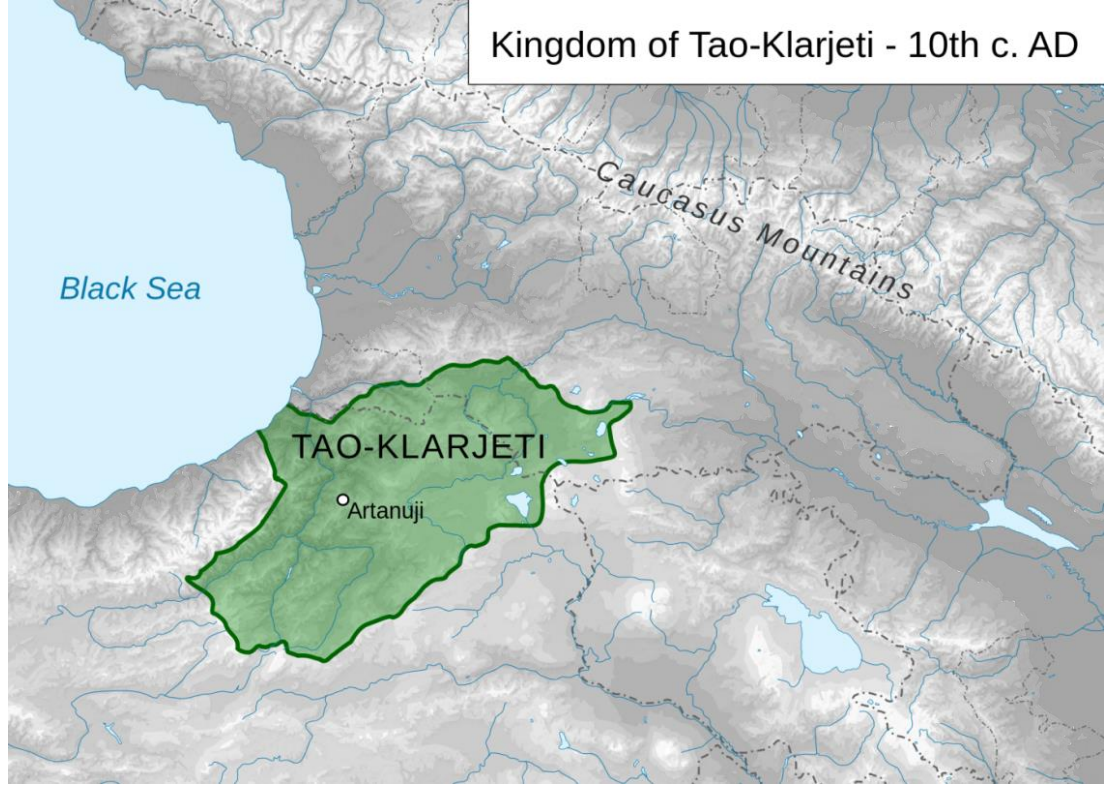 Kingdom of Tao-Klarjeti - 10th c. AD
Caucasus Mountains
Black Sea
TAO-KLARJETI
Artanuji